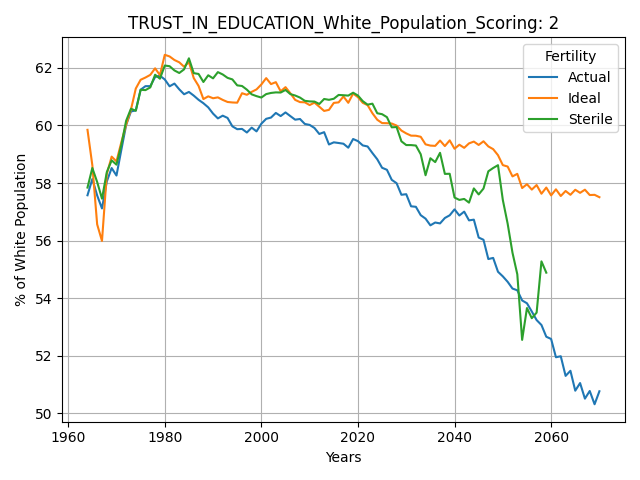 TRUST_IN_EDUCATION_White_Population_Scoring: 2
% of White Population
62
60
58
56
54
52
50
Fertility
Actual
Ideal
Sterile
1960 1980 2000 2020 2040 2060
Years